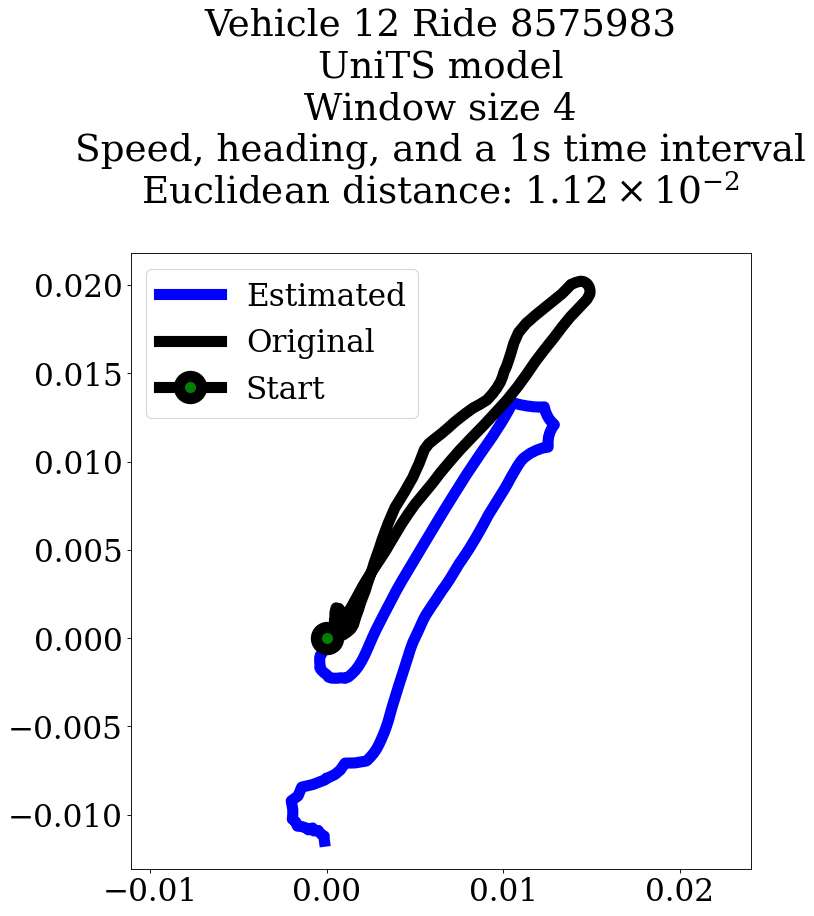 Vehicle 12 Ride 8575983
UniTS model
Window size 4
Speed, heading, and a 1s time interval
Euclidean distance: 1.12 × 10⁻²
Estimated
Original
Start
0.020
0.015
0.010
0.005
0.000
−0.005
−0.010
−0.01 0.00 0.01 0.02